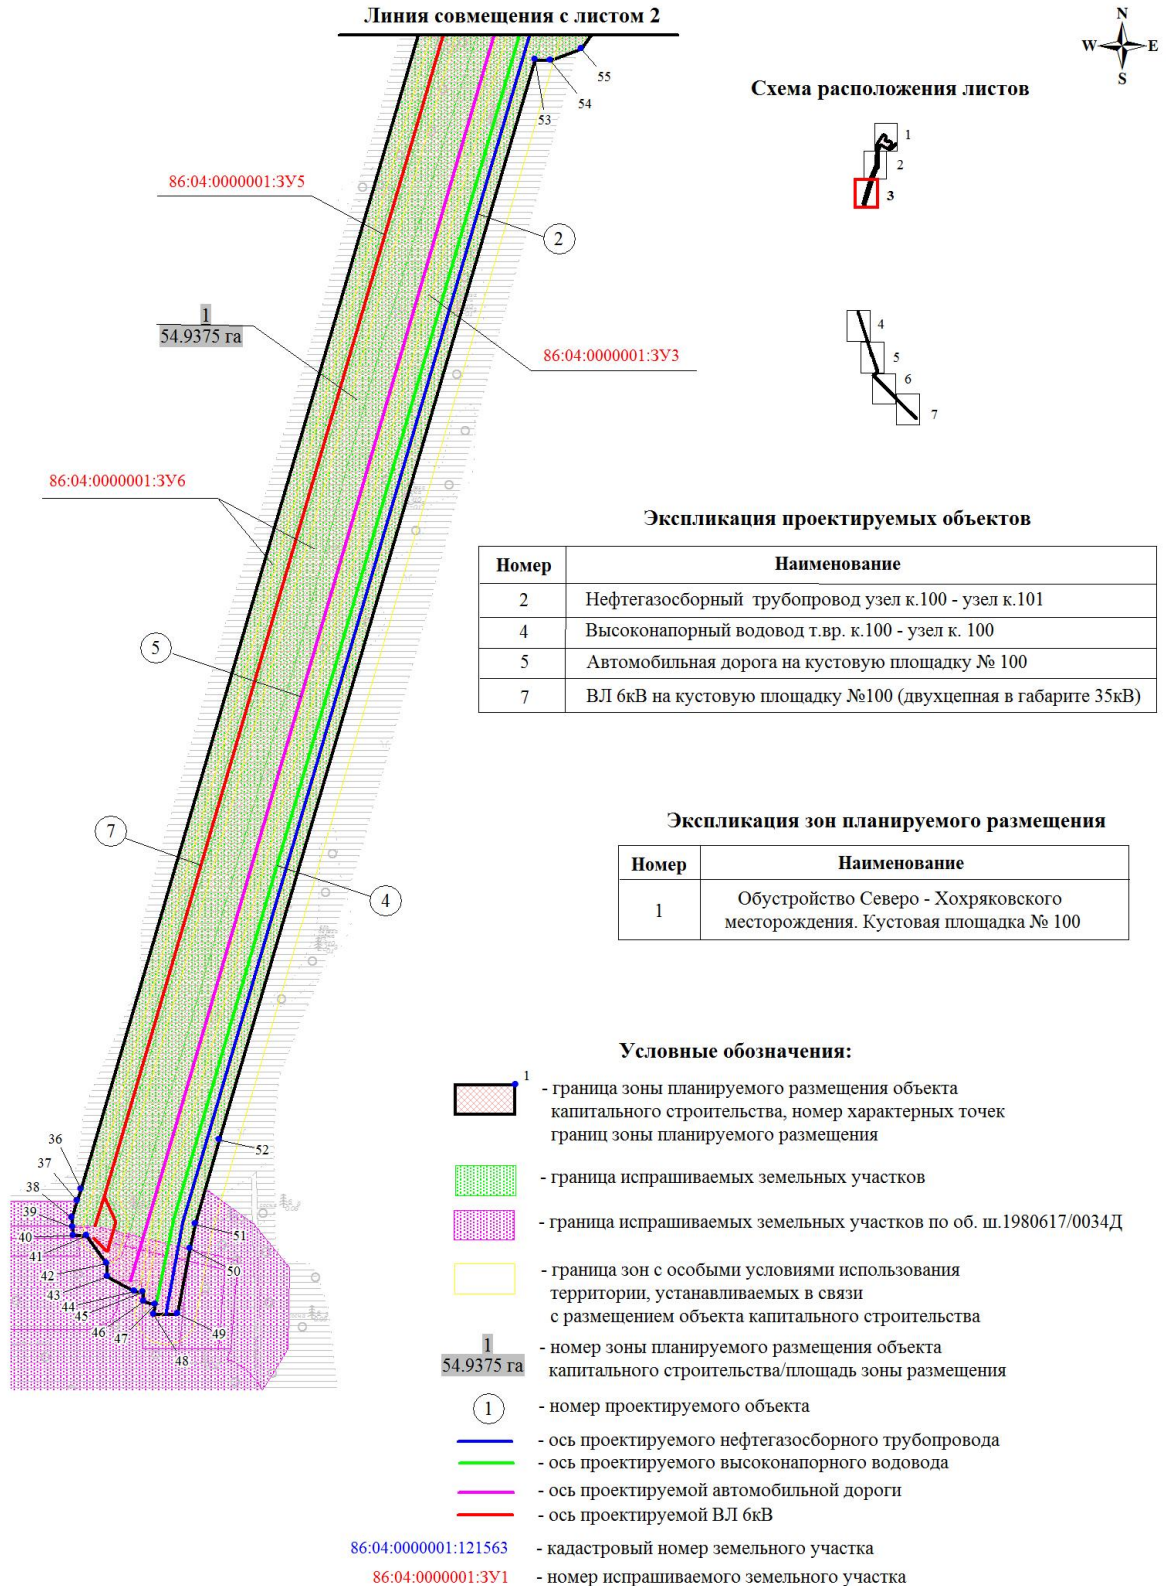 Линия совмещения с листом 2
N
W
E
S
55
54
53
Схема расположения листов
1
2
3
4
5
6
7
86:04:0000001:ЗУ5
2
1
54.9375 га
86:04:0000001:ЗУ3
86:04:0000001:ЗУ6
5
7
4
Экспликация проектируемых объектов
Номер Наименование
2 Нефтегазосборный трубопровод узел к.100 - узел к.101
4 Высоконапорный водовод т.вр. к.100 - узел к. 100
5 Автомобильная дорога на кустовую площадку № 100
7 ВЛ 6кВ на кустовую площадку №100 (двухцепная в габарите 35кВ)
Экспликация зон планируемого размещения
Номер Наименование
1 Обустройство Северо - Хохряковского
месторождения. Кустовая площадка № 100
36
37
38
39
40
41
42
43
44
45
46
47
48
49
50
51
52
Условные обозначения:
1
- граница зоны планируемого размещения объекта
капитального строительства, номер характерных точек
границ зоны планируемого размещения
- граница испрашиваемых земельных участков
- граница испрашиваемых земельных участков по об. ш.1980617/0034Д
- граница зон с особыми условиями использования
территории, устанавливаемых в связи
с размещением объекта капитального строительства
1
54.9375 га
- номер зоны планируемого размещения объекта
капитального строительства/площадь зоны размещения
1 - номер проектируемого объекта
- ось проектируемого нефтегазосборного трубопровода
- ось проектируемого высоконапорного водовода
- ось проектируемой автомобильной дороги
- ось проектируемой ВЛ 6кВ
86:04:0000001:121563 - кадастровый номер земельного участка
86:04:0000001:ЗУ1 - номер испрашиваемого земельного участка